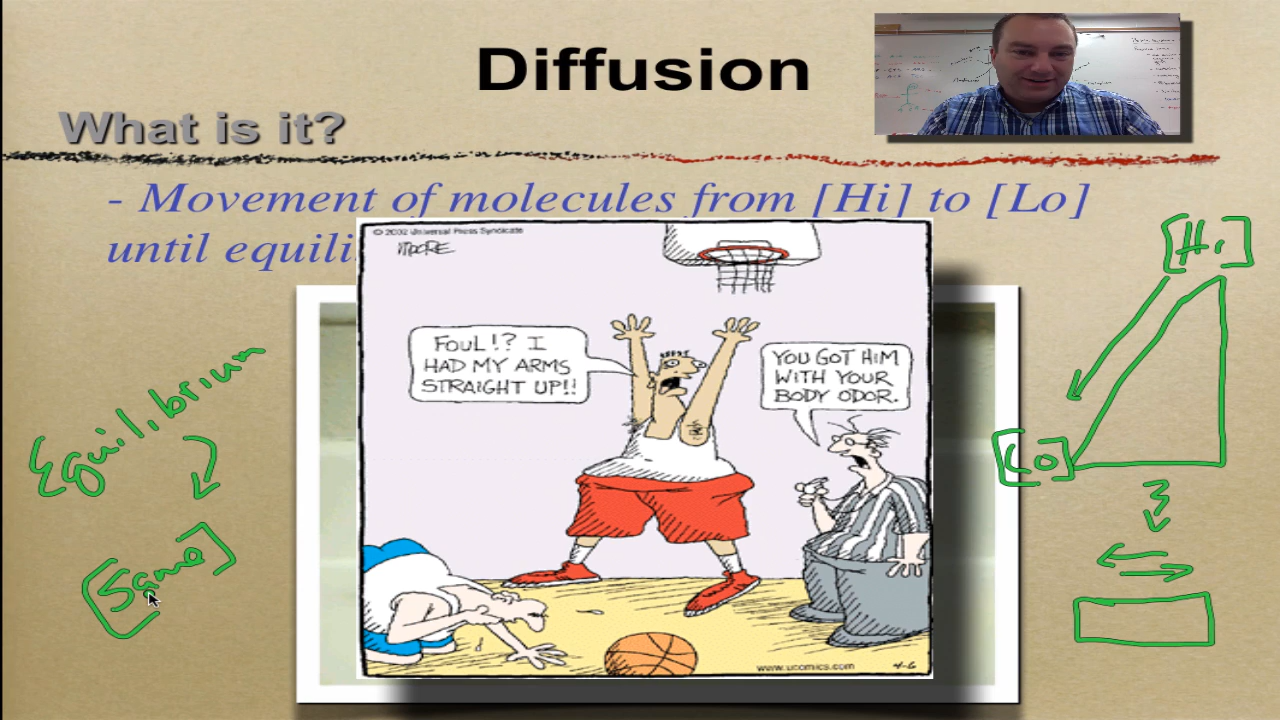 Diffusion
What is it?
- Movement of molecules from [Hi] to [Lo]
until equili
© 2002 Universal Press Syndicate
MOORE
FOUL!? I
HAD MY ARMS
STRAIGHT UP!!
YOU GOT HIM
WITH YOUR
BODY ODOR.
www.ucomics.com
4-6
Equilibrium
[Same]
[Hi]
[Lo]